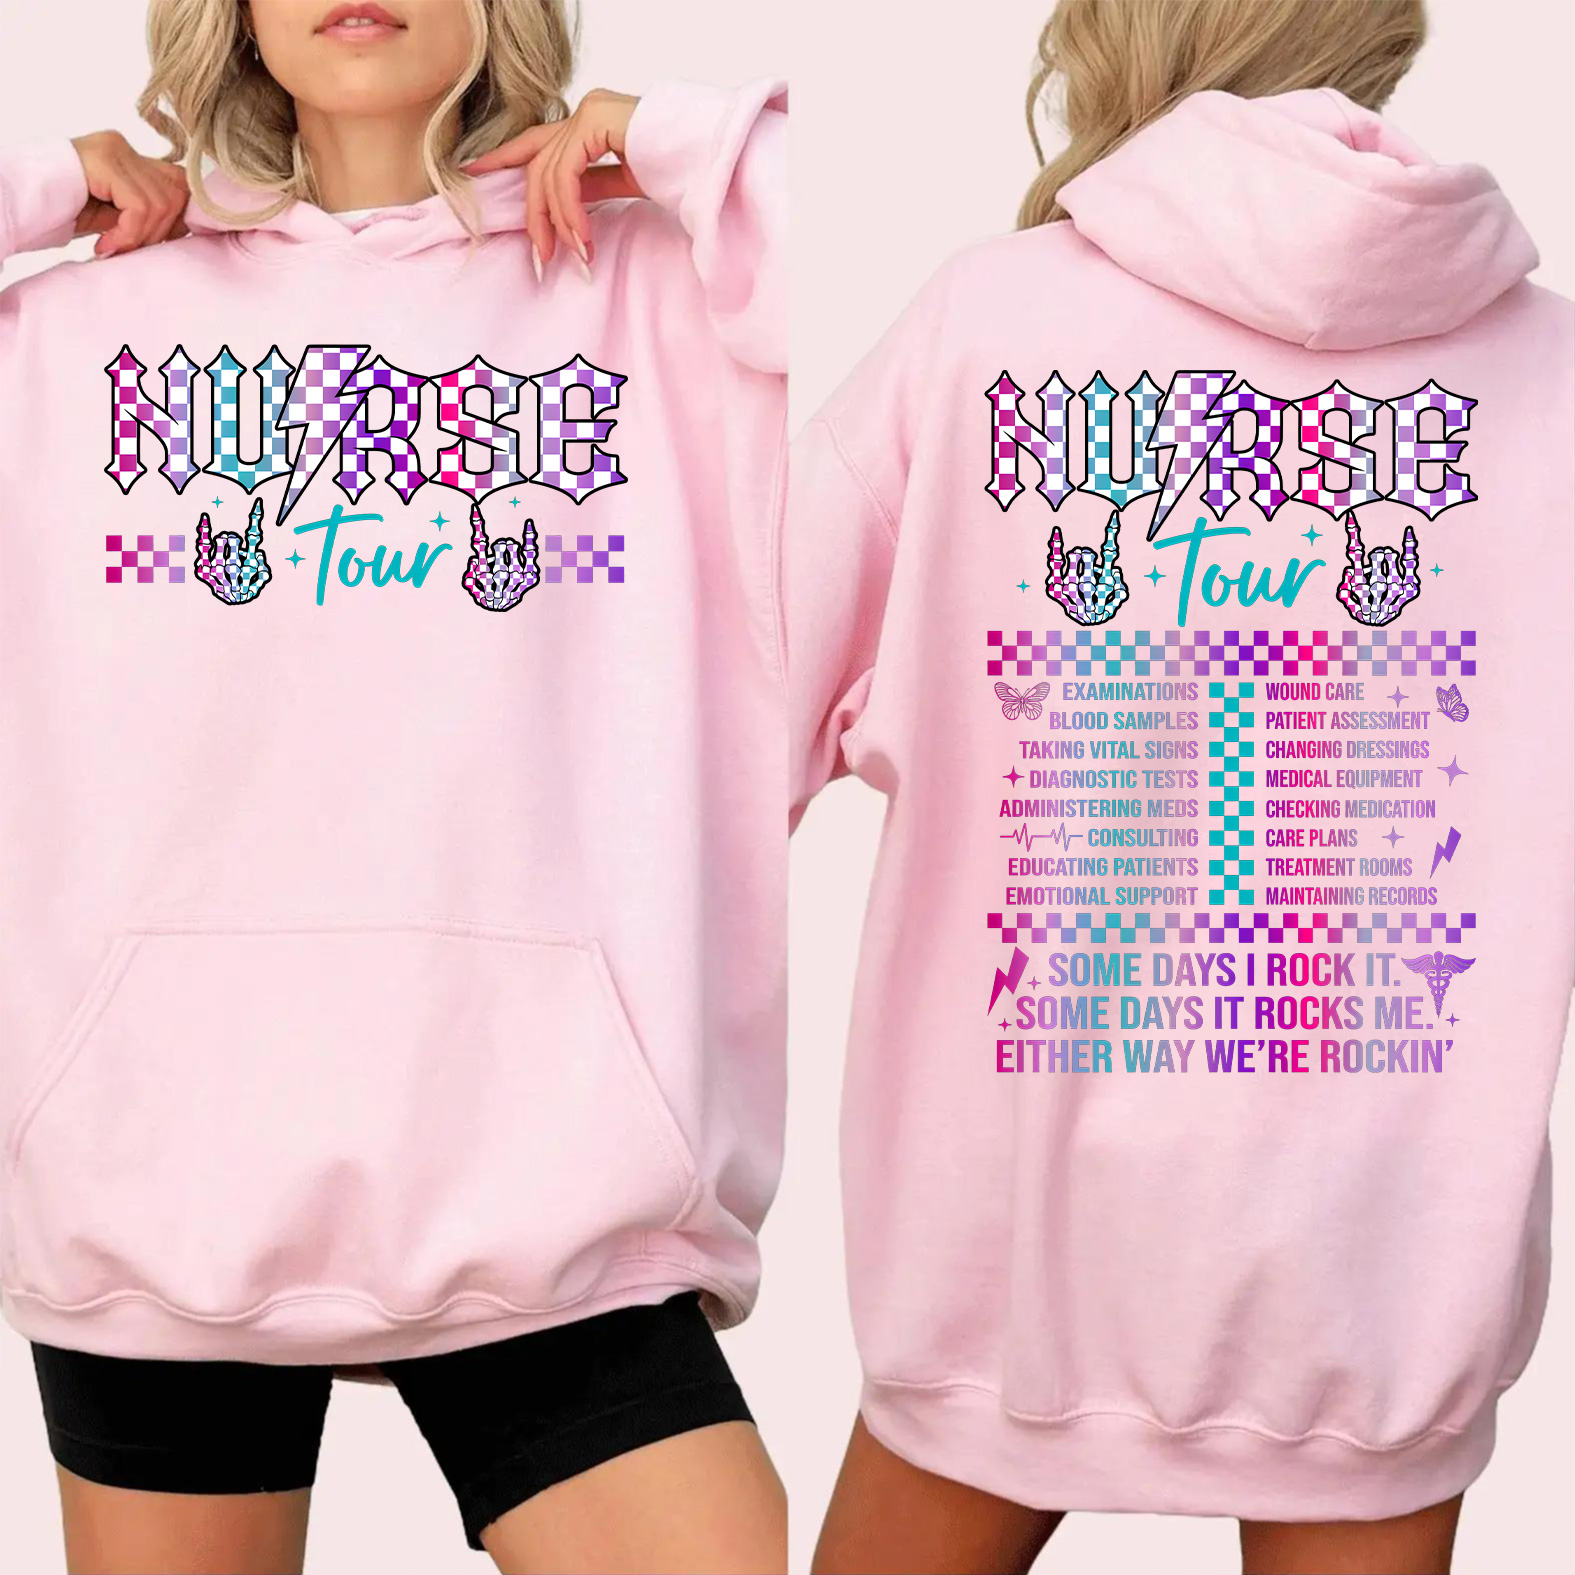 NURSE
Tour
NURSE
Tour
EXAMINATIONS
BLOOD SAMPLES
TAKING VITAL SIGNS
DIAGNOSTIC TESTS
ADMINISTERING MEDS
CONSULTING
EDUCATING PATIENTS
EMOTIONAL SUPPORT
WOUND CARE
PATIENT ASSESSMENT
CHANGING DRESSINGS
MEDICAL EQUIPMENT
CHECKING MEDICATION
CARE PLANS
TREATMENT ROOMS
MAINTAINING RECORDS
SOME DAYS I ROCK IT.
SOME DAYS IT ROCKS ME.
EITHER WAY WE’RE ROCKIN’